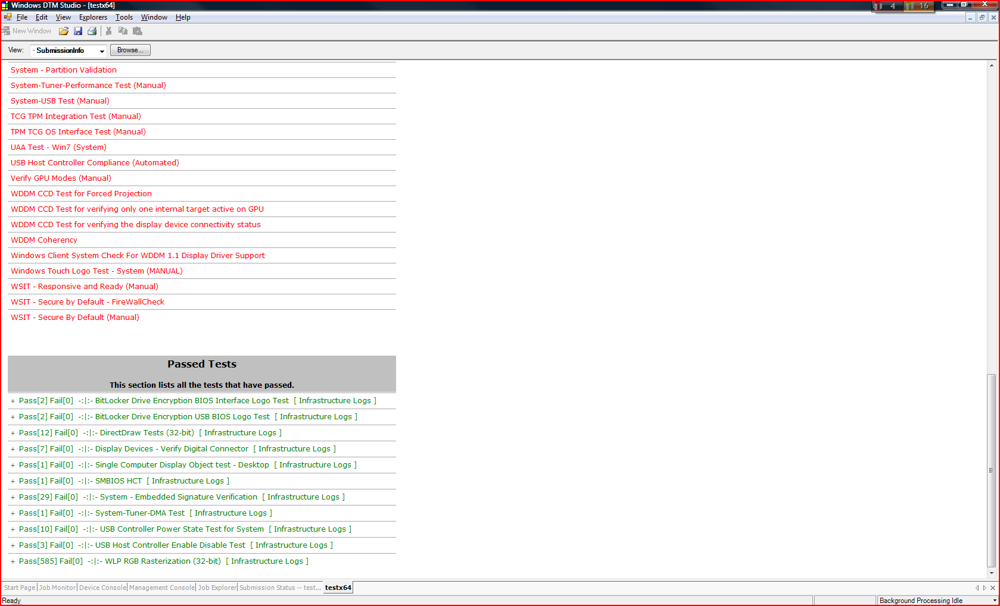 Windows DTM Studio - [testx64]
4 16
File Edit View Explorers Tools Window Help
New Window
View: - SubmissionInfo Browse...
System - Partition Validation
System-Tuner-Performance Test (Manual)
System-USB Test (Manual)
TCG TPM Integration Test (Manual)
TPM TCG OS Interface Test (Manual)
UAA Test - Win7 (System)
USB Host Controller Compliance (Automated)
Verify GPU Modes (Manual)
WDDM CCD Test for Forced Projection
WDDM CCD Test for verifying only one internal target active on GPU
WDDM CCD Test for verifying the display device connectivity status
WDDM Coherency
Windows Client System Check For WDDM 1.1 Display Driver Support
Windows Touch Logo Test - System (MANUAL)
WSIT - Responsive and Ready (Manual)
WSIT - Secure by Default - FireWallCheck
WSIT - Secure By Default (Manual)
Passed Tests
This section lists all the tests that have passed.
+ Pass[2] Fail[0] -:|:- BitLocker Drive Encryption BIOS Interface Logo Test [ Infrastructure Logs ]
+ Pass[2] Fail[0] -:|:- BitLocker Drive Encryption USB BIOS Logo Test [ Infrastructure Logs ]
+ Pass[12] Fail[0] -:|:- DirectDraw Tests (32-bit) [ Infrastructure Logs ]
+ Pass[7] Fail[0] -:|:- Display Devices - Verify Digital Connector [ Infrastructure Logs ]
+ Pass[1] Fail[0] -:|:- Single Computer Display Object test - Desktop [ Infrastructure Logs ]
+ Pass[1] Fail[0] -:|:- SMBIOS HCT [ Infrastructure Logs ]
+ Pass[29] Fail[0] -:|:- System - Embedded Signature Verification [ Infrastructure Logs ]
+ Pass[1] Fail[0] -:|:- System-Tuner-DMA Test [ Infrastructure Logs ]
+ Pass[10] Fail[0] -:|:- USB Controller Power State Test for System [ Infrastructure Logs ]
+ Pass[3] Fail[0] -:|:- USB Host Controller Enable Disable Test [ Infrastructure Logs ]
+ Pass[585] Fail[0] -:|:- WLP RGB Rasterization (32-bit) [ Infrastructure Logs ]
Start Page Job Monitor Device Console Management Console Job Explorer Submission Status -- test... testx64
Ready Background Processing Idle